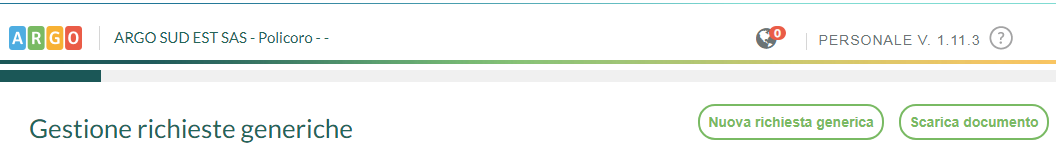 ARGO
ARGO SUD EST SAS - Policoro - -
0
PERSONALE V. 1.11.3
?
Gestione richieste generiche
Nuova richiesta generica
Scarica documento